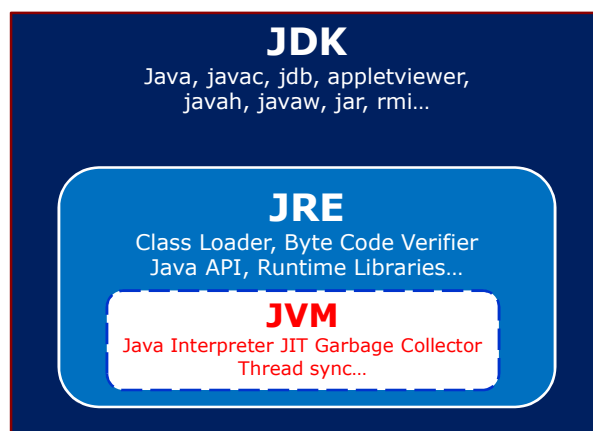 JDK
Java, javac, jdb, appletviewer,
javah, javaw, jar, rmi...
JRE
Class Loader, Byte Code Verifier
Java API, Runtime Libraries...
JVM
Java Interpreter JIT Garbage Collector
Thread sync...